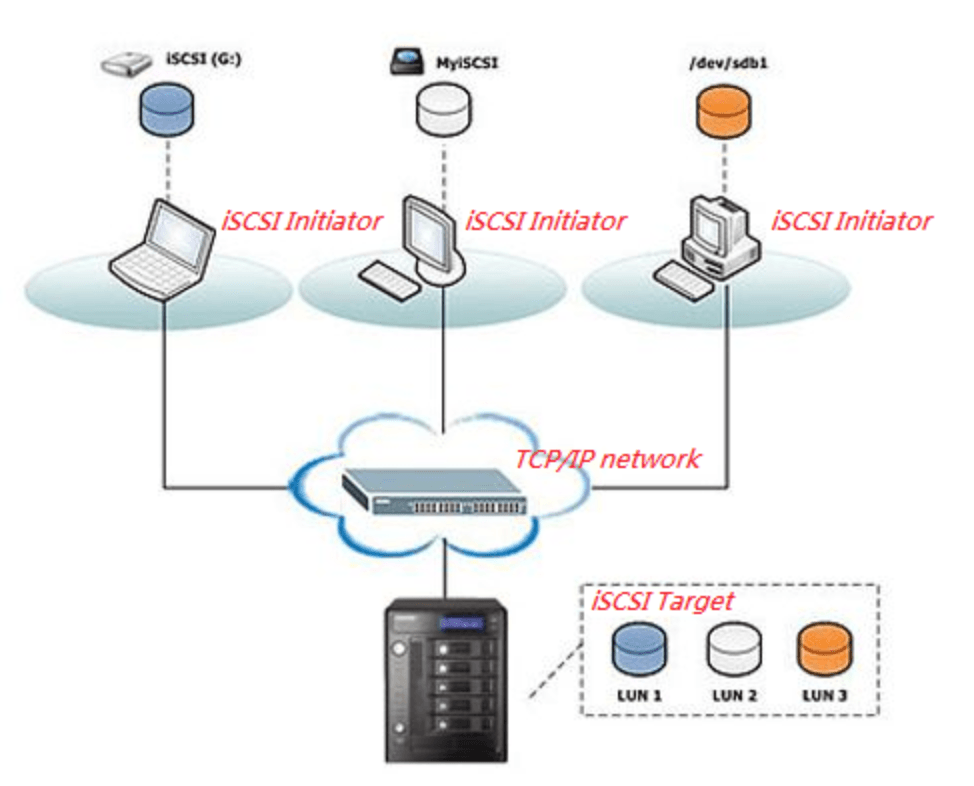 iSCSI (G:)
MyiSCSI
/dev/sdb1
iSCSI Initiator
iSCSI Initiator
iSCSI Initiator
TCP/IP network
iSCSI Target
LUN 1
LUN 2
LUN 3